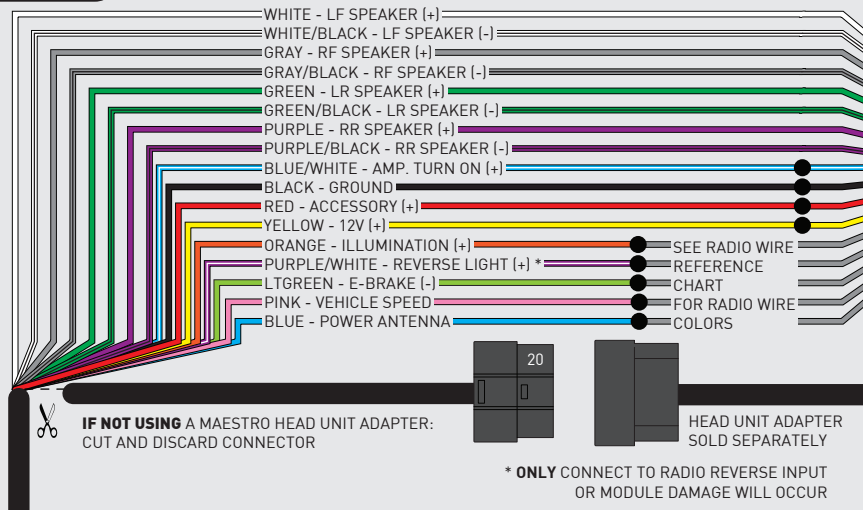 WHITE - LF SPEAKER (+)
WHITE/BLACK - LF SPEAKER (-)
GRAY - RF SPEAKER (+)
GRAY/BLACK - RF SPEAKER (-)
GREEN - LR SPEAKER (+)
GREEN/BLACK - LR SPEAKER (-)
PURPLE - RR SPEAKER (+)
PURPLE/BLACK - RR SPEAKER (-)
BLUE/WHITE - AMP. TURN ON (+)
BLACK - GROUND
RED - ACCESSORY (+)
YELLOW - 12V (+)
ORANGE - ILLUMINATION (+)
PURPLE/WHITE - REVERSE LIGHT (+) *
LTGREEN - E-BRAKE (-)
PINK - VEHICLE SPEED
BLUE - POWER ANTENNA
SEE RADIO WIRE
REFERENCE
CHART
FOR RADIO WIRE
COLORS
20
IF NOT USING A MAESTRO HEAD UNIT ADAPTER:
CUT AND DISCARD CONNECTOR
HEAD UNIT ADAPTER
SOLD SEPARATELY
* ONLY CONNECT TO RADIO REVERSE INPUT
OR MODULE DAMAGE WILL OCCUR